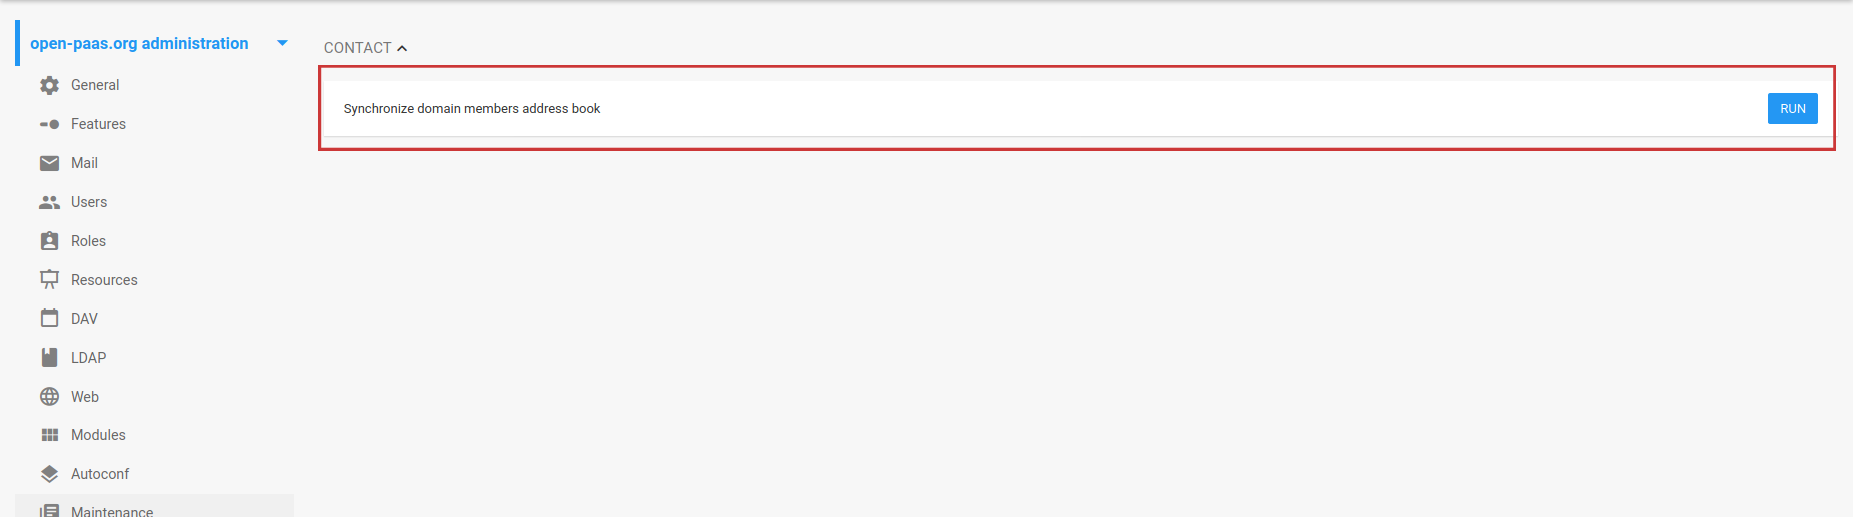 open-paas.org administration
General
Features
Mail
Users
Roles
Resources
DAV
LDAP
Web
Modules
Autoconf
Maintenance
CONTACT
Synchronize domain members address book
RUN